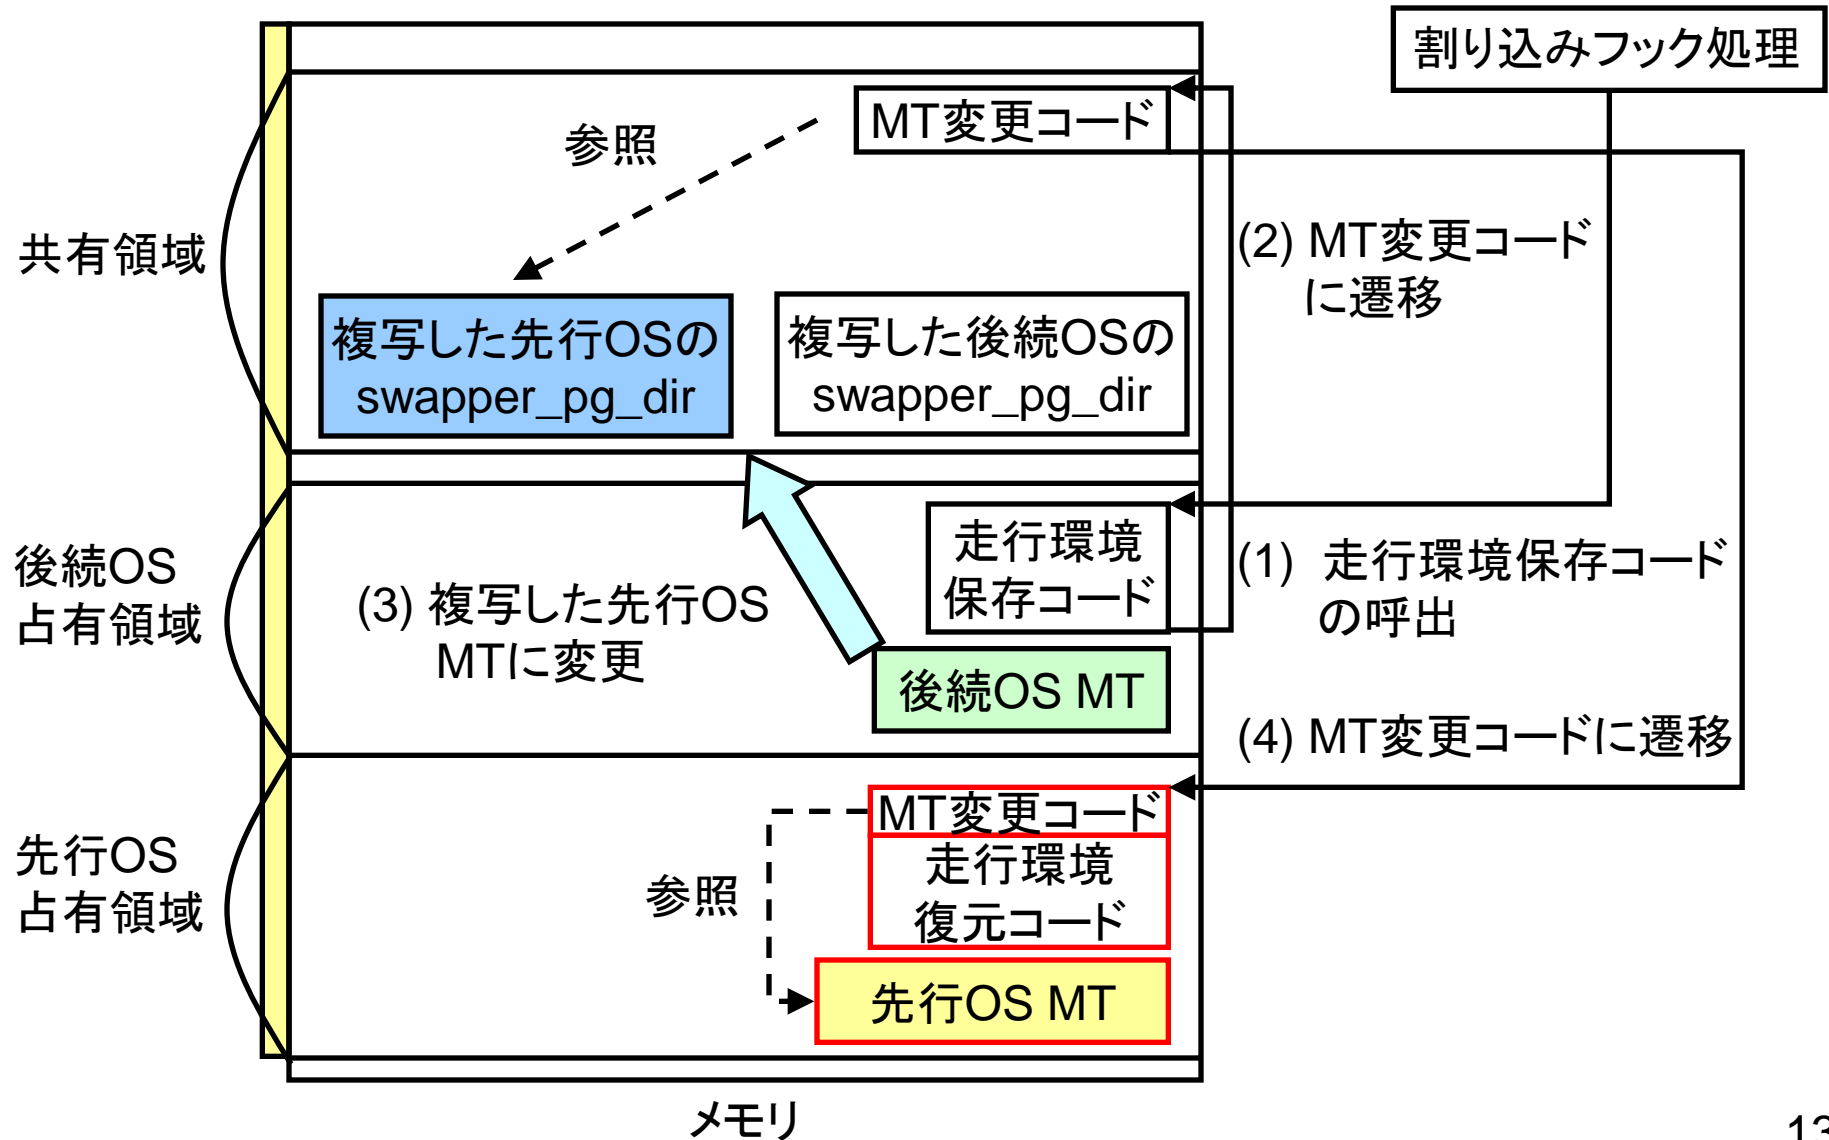 割り込みフック処理
MT変更コード
参照
共有領域
(2) MT変更コード
に遷移
複写した先行OSの
swapper_pg_dir
複写した後続OSの
swapper_pg_dir
後続OS
占有領域
走行環境
保存コード
(1) 走行環境保存コード
の呼出
(3) 複写した先行OS
MTに変更
後続OS MT
(4) MT変更コードに遷移
先行OS
占有領域
MT変更コード
走行環境
復元コード
参照
先行OS MT
メモリ
13